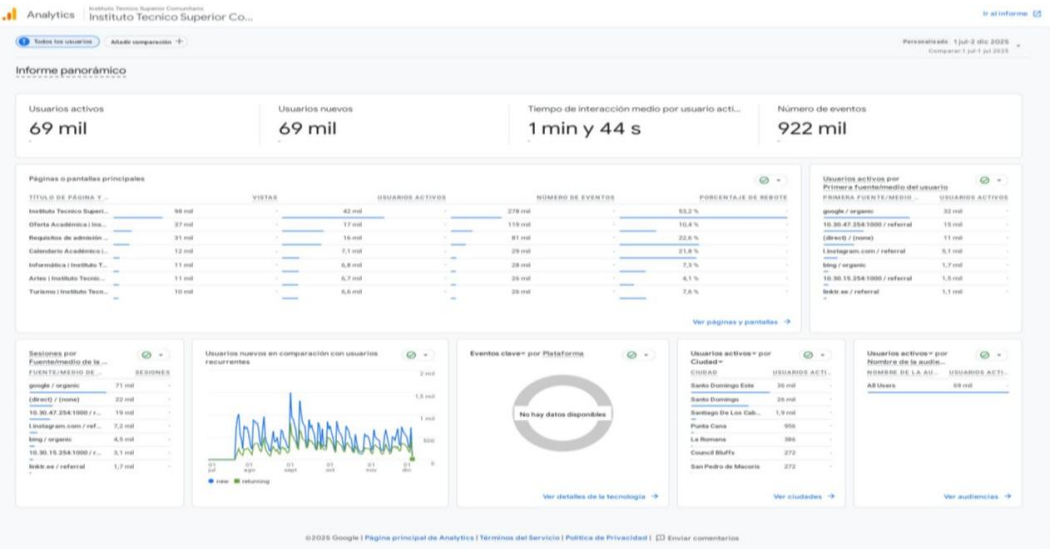 Analytics
Instituto Tecnico Superior Comunitario
Instituto Tecnico Superior Co...
Ir al informe
Todos los usuarios
Añadir comparación +
Personalizado 1 jul-2 dic 2025
Comparar: 1 jul-1 jul 2025
Informe panorámico
Usuarios activos
69 mil
Usuarios nuevos
69 mil
Tiempo de interacción medio por usuario acti...
1 min y 44 s
Número de eventos
922 mil
Páginas o pantallas principales
TÍTULO DE PÁGINA Y ... VISTAS USUARIOS ACTIVOS NÚMERO DE EVENTOS PORCENTAJE DE REBOTE
Instituto Tecnico Superi... 98 mil 42 mil 278 mil 53,2 %
Oferta Académica | Inc... 37 mil 17 mil 119 mil 10,4 %
Requisitos de admisión ... 31 mil 16 mil 81 mil 22,6 %
Calendario Académico |... 12 mil 7,1 mil 29 mil 21,8 %
Informática | Instituto T... 11 mil 6,8 mil 28 mil 7,3 %
Artes | Instituto Tecnic... 11 mil 4,7 mil 26 mil 6,1 %
Turismo | Instituto Tecn... 10 mil 6,6 mil 26 mil 7,6 %
Ver páginas y pantallas
Usuarios activos por
Primera fuente/medio del usuario
PRIMERA FUENTE/MEDIO ... USUARIOS ACTIVOS
google / organic 32 mil
10.30.47.254:1000 / referral 15 mil
(direct) / (none) 11 mil
l.instagram.com / referral 5,1 mil
bing / organic 1,7 mil
10.30.15.254:1000 / referral 1,5 mil
linktr.ee / referral 1,1 mil
Sesiones por
Fuente/medio de la ...
FUENTE/MEDIO DE ... SESIONES
google / organic 71 mil
(direct) / (none) 22 mil
10.30.47.254:1000 / r... 19 mil
l.instagram.com / ref... 7,2 mil
bing / organic 4,5 mil
10.30.15.254:1000 / r... 3,1 mil
linktr.ee / referral 1,7 mil
Usuarios nuevos en comparación con usuarios
recurrentes
2 mil
1,5 mil
1 mil
500
0
01 jul
01 ago
01 sept
01 oct
01 nov
01 dic
new returning
Eventos clave por Plataforma
No hay datos disponibles
Ver detalles de la tecnología
Usuarios activos por
Ciudad
CIUDAD USUARIOS ACTI...
Santo Domingo Este 36 mil
Santo Domingo 26 mil
Santiago De Los Cab... 1,9 mil
Punta Cana 956
La Romana 386
Council Bluffs 272
San Pedro de Macoris 272
Ver ciudades
Usuarios activos por
Nombre de la audie...
NOMBRE DE LA AU... USUARIOS ACTI...
All Users 69 mil
Ver audiencias
©2025 Google | Página principal de Analytics | Términos del Servicio | Política de Privacidad | Enviar comentarios